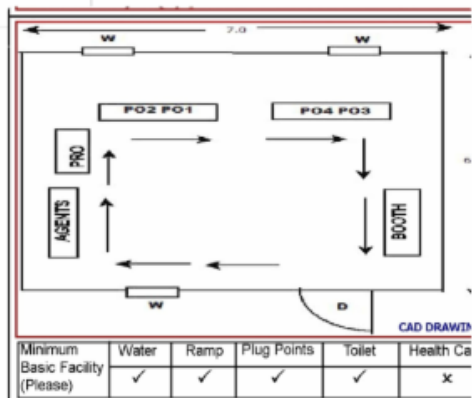 7.0
W W
PO2 PO1 PO4 PO3
PRO
AGENTS
BOOTH
W
D
CAD DRAWIN
Minimum Basic Facility (Please) Water Ramp Plug Points Toilet Health Ca
✓ ✓ ✓ ✓ x